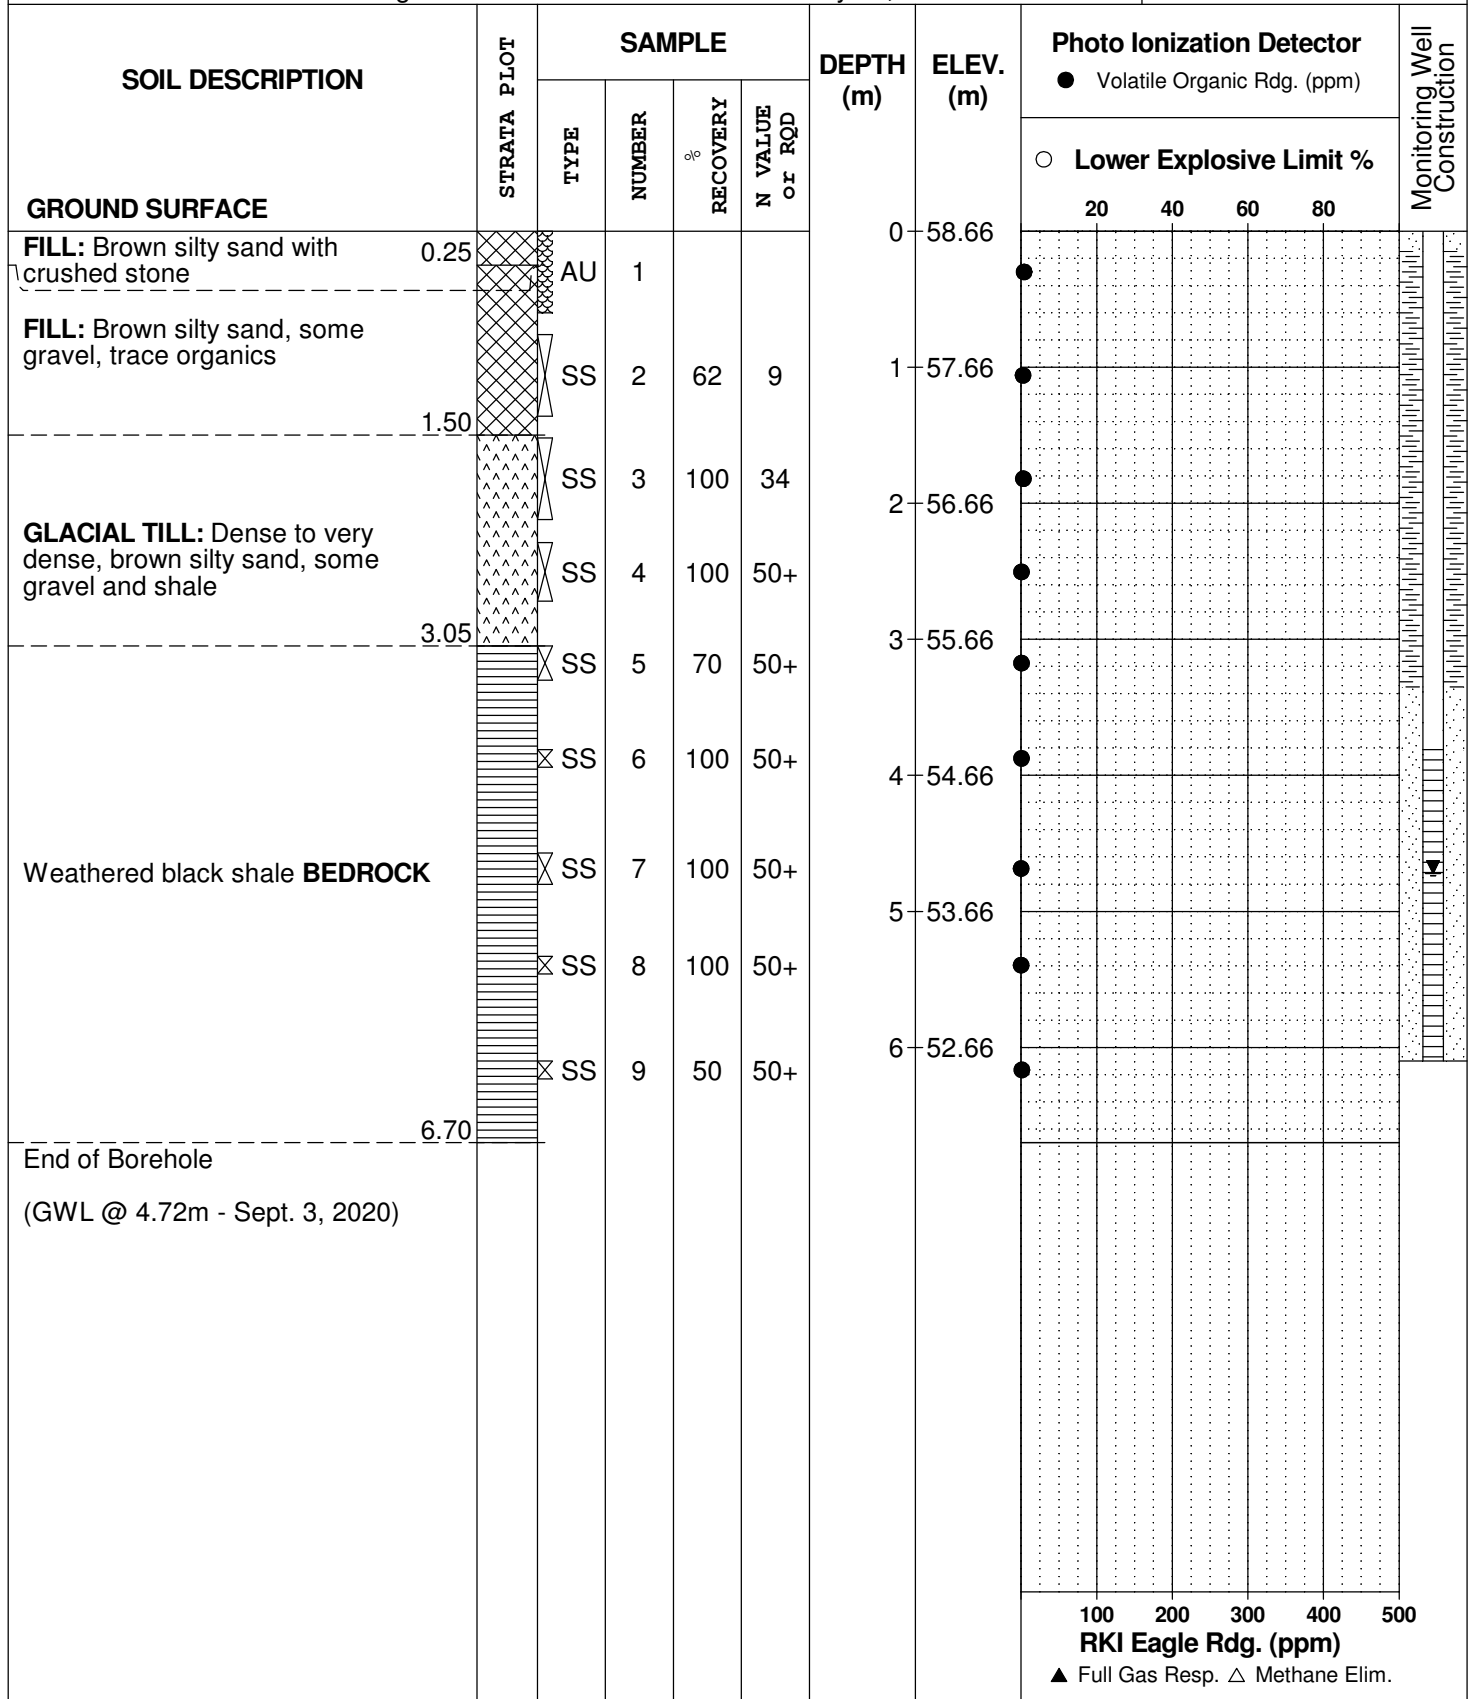 SOIL DESCRIPTION
GROUND SURFACE
STRATA PLOT
SAMPLE
TYPE
NUMBER
%
RECOVERY
N VALUE
or RQD
DEPTH
(m)
ELEV.
(m)
Photo Ionization Detector
● Volatile Organic Rdg. (ppm)
○ Lower Explosive Limit %
20 40 60 80
Monitoring Well
Construction
0 58.66
FILL: Brown silty sand with
crushed stone
0.25
AU 1
FILL: Brown silty sand, some
gravel, trace organics
SS 2 62 9
1 57.66
1.50
SS 3 100 34
2 56.66
GLACIAL TILL: Dense to very
dense, brown silty sand, some
gravel and shale
SS 4 100 50+
3.05
3 55.66
SS 5 70 50+
SS 6 100 50+
4 54.66
Weathered black shale BEDROCK
SS 7 100 50+
5 53.66
SS 8 100 50+
6 52.66
SS 9 50 50+
6.70
End of Borehole
(GWL @ 4.72m - Sept. 3, 2020)
100 200 300 400 500
RKI Eagle Rdg. (ppm)
▲ Full Gas Resp. △ Methane Elim.